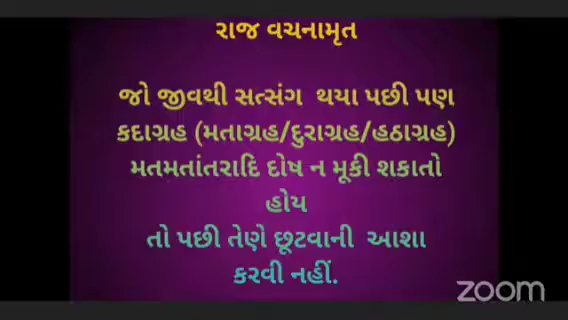 રાજ વચનામૃત
જો જીવથી સત્સંગ થયા પછી પણ
કદાગ્રહ (મતાગ્રહ/દુરાગ્રહ/હઠાગ્રહ)
મતમતાંતરાદિ દોષ ન મૂકી શકાતો
હોય
તો પછી તેણે છૂટવાની આશા
કરવી નહીં.
zoom